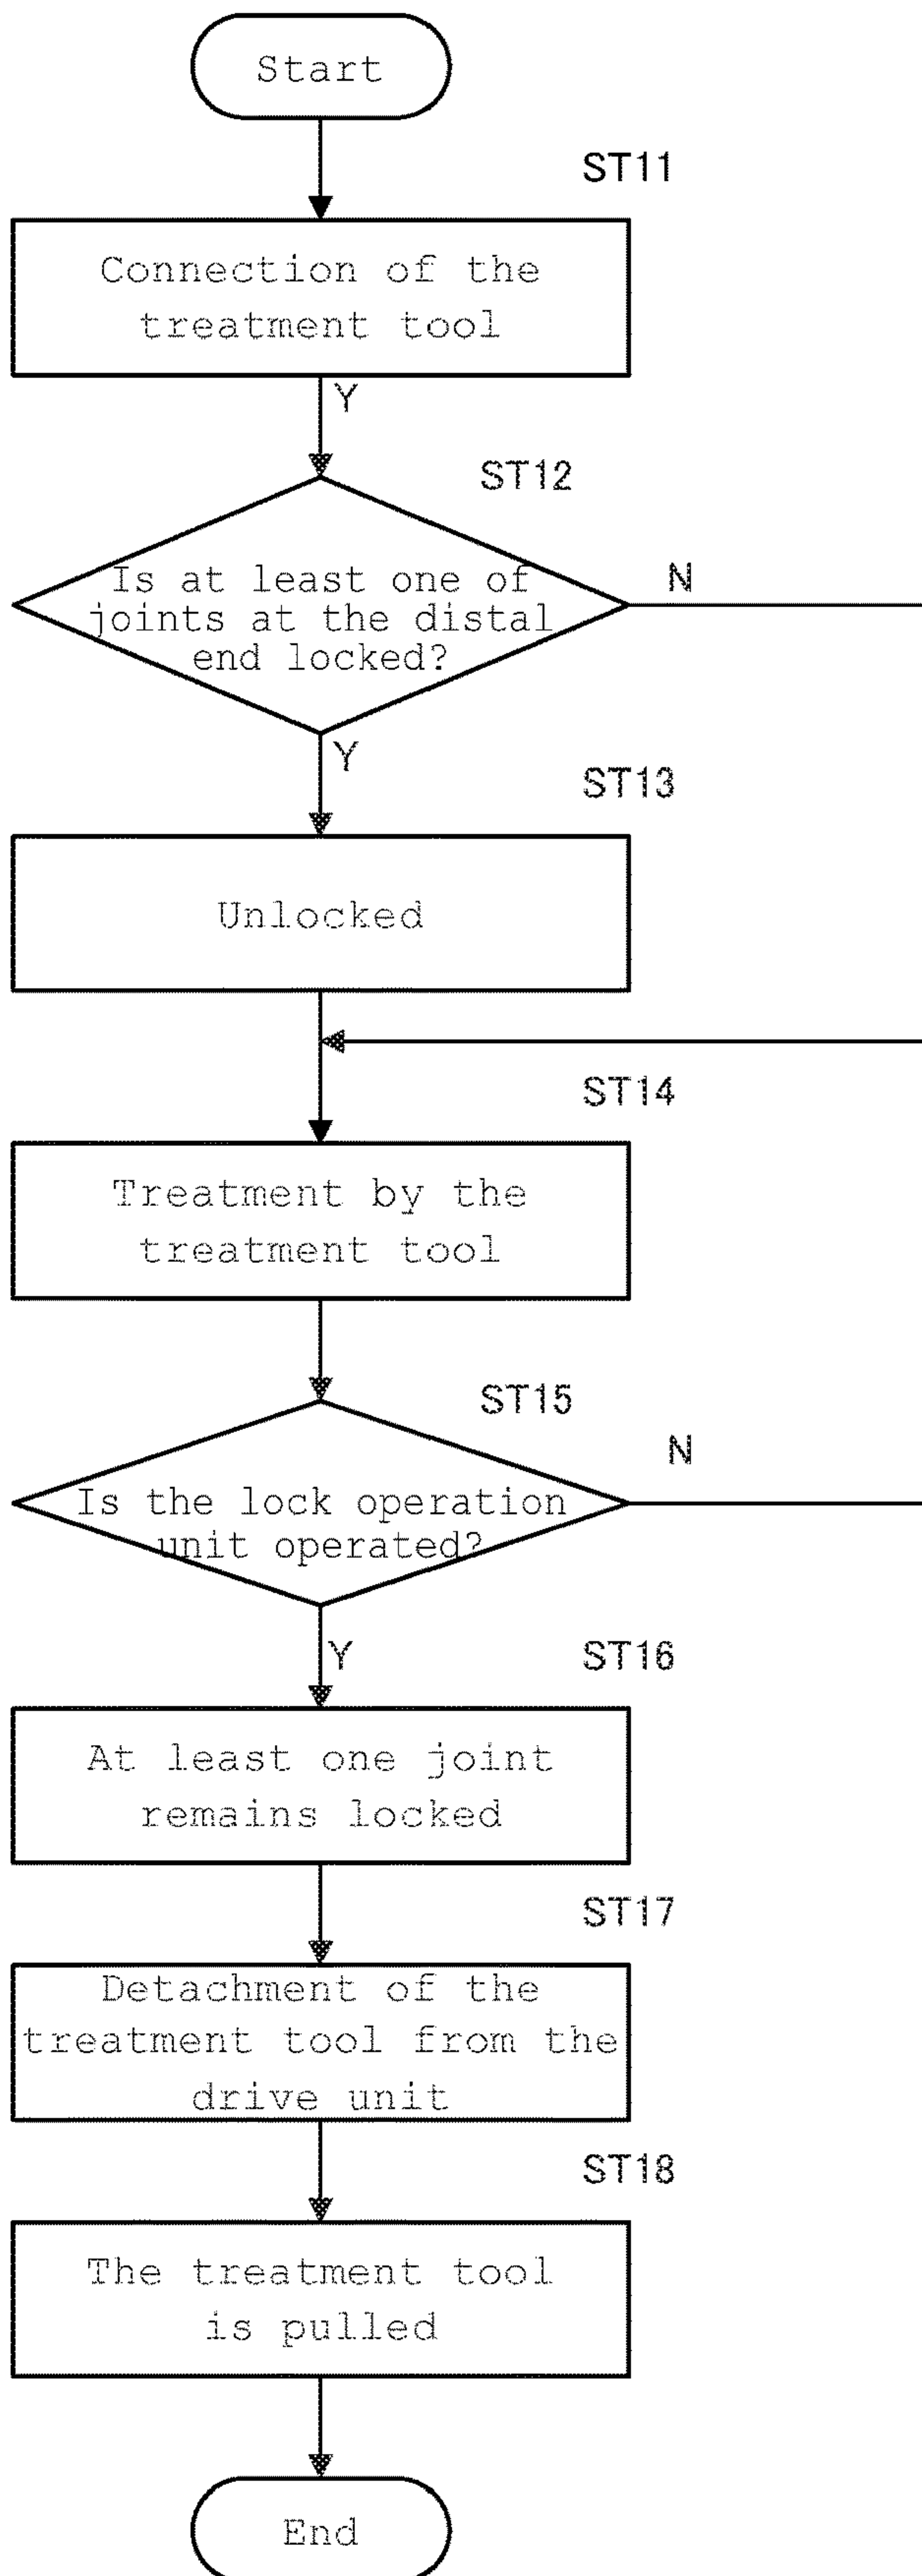 Start
ST11
Connection of the
treatment tool
Y
ST12
Is at least one of
joints at the distal
end locked?
N
Y
ST13
Unlocked
ST14
Treatment by the
treatment tool
ST15
Is the lock operation
unit operated?
N
Y
ST16
At least one joint
remains locked
ST17
Detachment of the
treatment tool from the
drive unit
ST18
The treatment tool
is pulled
End